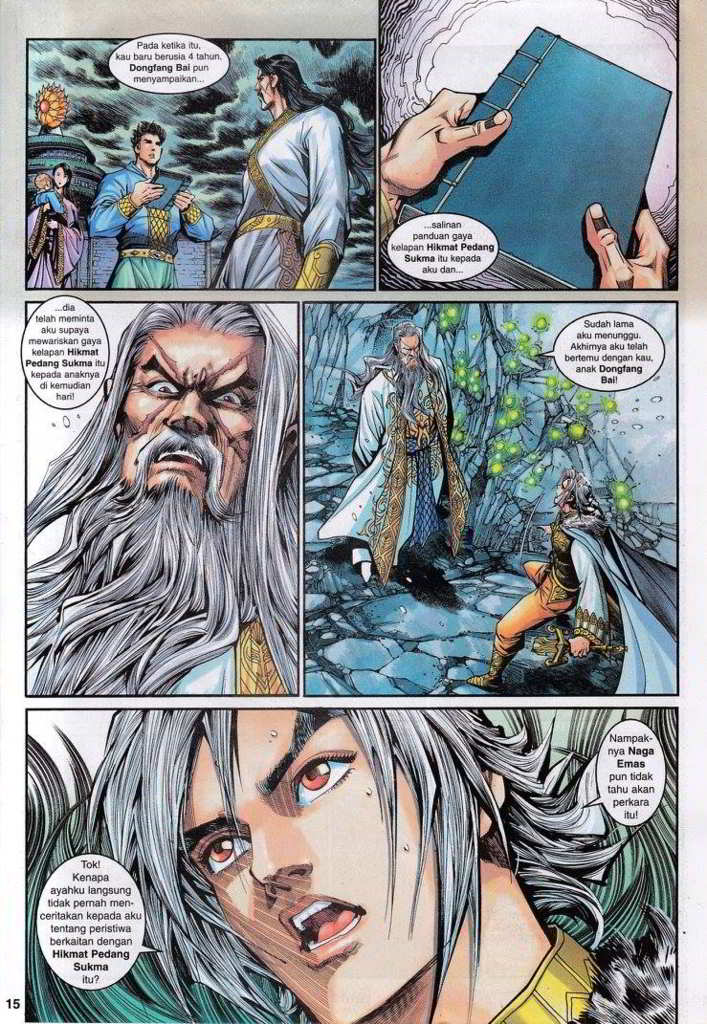 Pada ketika itu,
kau baru berusia 4 tahun.
Dongfang Bai pun
menyampaikan...
...salinan
panduan gaya
kelapan Hikmat Pedang
Sukma itu kepada
aku dan...
...dia
telah meminta
aku supaya
mewariskan gaya
kelapan Hikmat
Pedang Sukma itu
kepada anaknya
di kemudian
hari!
Sudah lama
aku menunggu.
Akhirnya aku telah
bertemu dengan kau,
anak Dongfang
Bai!
Nampak-
nya Naga
Emas
pun tidak
tahu akan
perkara
itu!
Tok!
Kenapa
ayahku langsung
tidak pernah men-
ceritakan kepada aku
tentang peristiwa
berkaitan dengan
Hikmat Pedang
Sukma
itu?
15